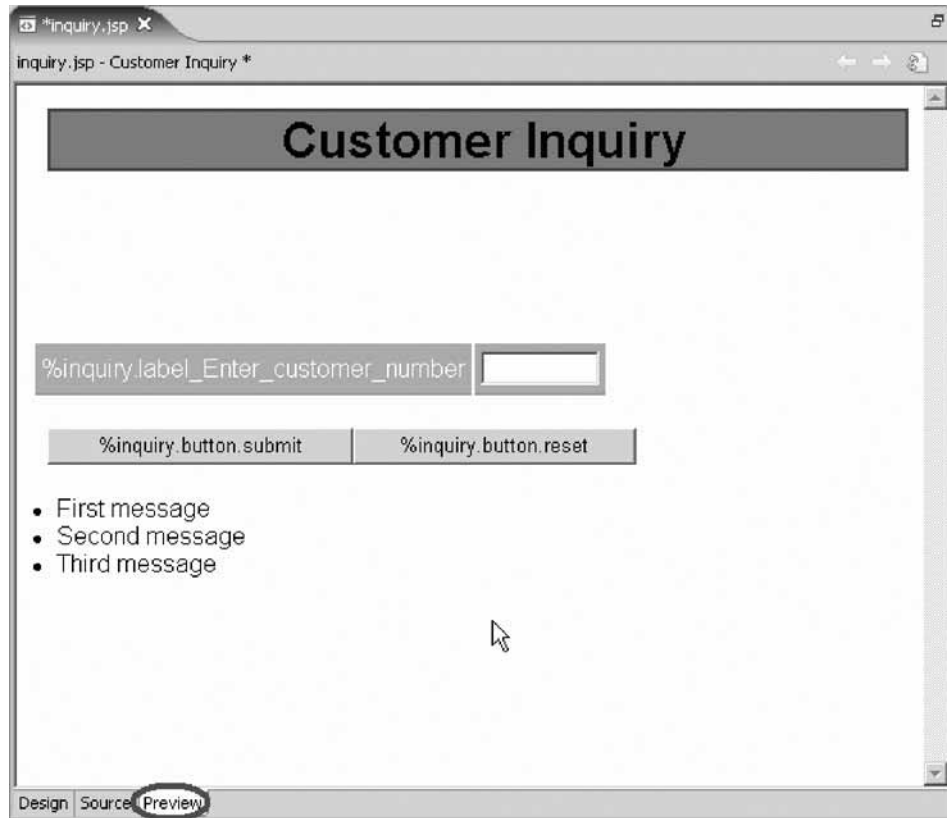 *inquiry.jsp
inquiry.jsp - Customer Inquiry *
Customer Inquiry
%inquiry.label_Enter_customer_number
%inquiry.button.submit %inquiry.button.reset
First message
Second message
Third message
Design Source Preview